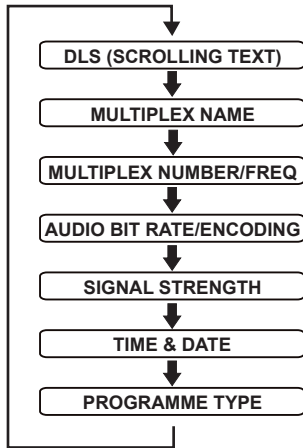 DLS (SCROLLING TEXT)
MULTIPLEX NAME
MULTIPLEX NUMBER/FREQ
AUDIO BIT RATE/ENCODING
SIGNAL STRENGTH
TIME & DATE
PROGRAMME TYPE